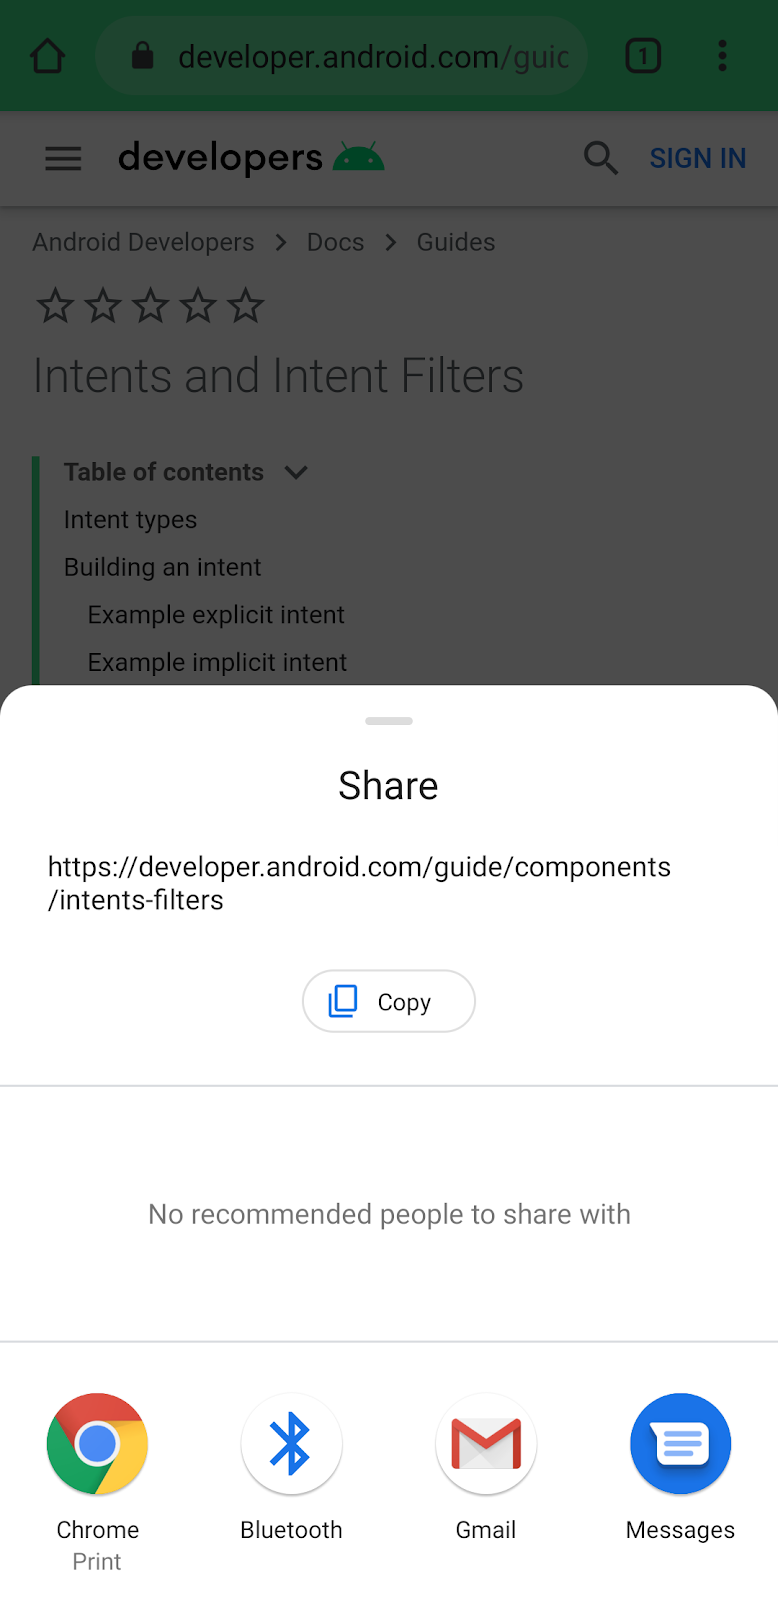 developer.android.com/guic
1
developers
SIGN IN
Android Developers > Docs > Guides
Intents and Intent Filters
Table of contents
Intent types
Building an intent
Example explicit intent
Example implicit intent
Share
https://developer.android.com/guide/components
/intents-filters
Copy
No recommended people to share with
Chrome
Print
Bluetooth
Gmail
Messages